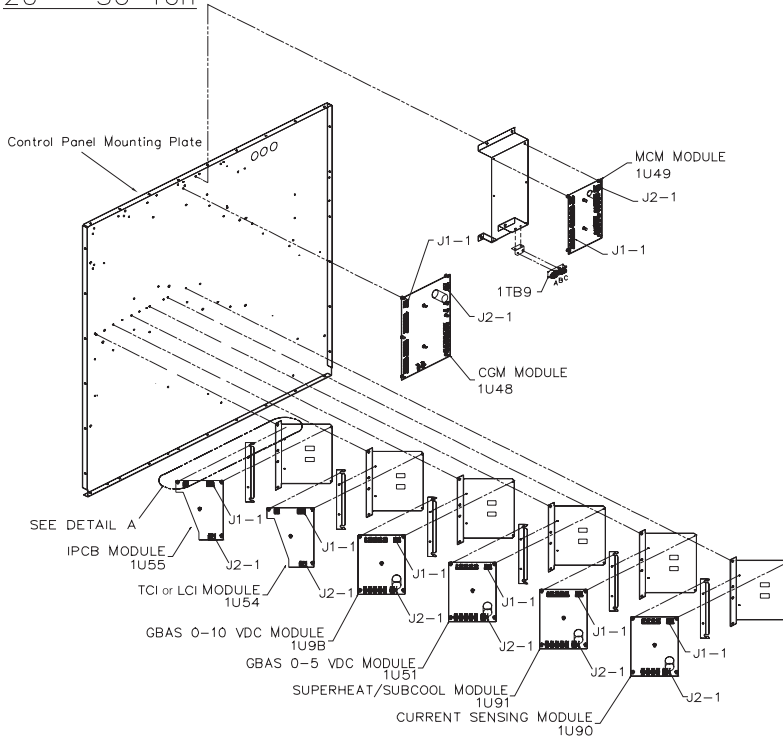 Control Panel Mounting Plate
MCM MODULE
1U49
J2-1
J1-1
J1-1
1TB9
ABC
J2-1
CGM MODULE
1U48
SEE DETAIL A
J1-1
IPCB MODULE
1U55
J2-1
J1-1
TCI or LCI MODULE
1U54
J2-1
J1-1
GBAS 0-10 VDC MODULE
1U9B
J2-1
J1-1
GBAS 0-5 VDC MODULE
1U51
J2-1
J1-1
SUPERHEAT/SUBCOOL MODULE
1U91
J2-1
J1-1
CURRENT SENSING MODULE
1U90
J2-1